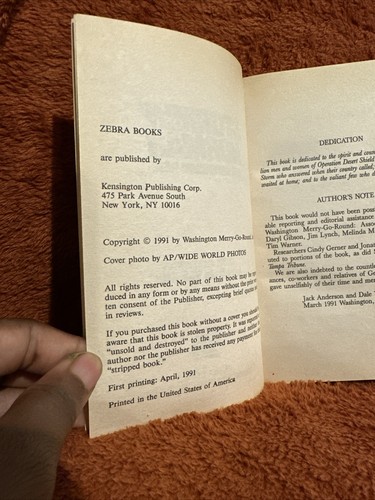 ZEBRA BOOKS
are published by
Kensington Publishing Corp.
475 Park Avenue South
New York, NY 10016
Copyright © 1991 by Washington Merry-Go-Round,
Cover photo by AP/WIDE WORLD PHOTOS
All rights reserved. No part of this book may be
duced in any form or by any means without the prior
ten consent of the Publisher, excepting brief quotes
in reviews.
If you purchased this book without a cover you should
aware that this book is stolen property. It was reported
"unsold and destroyed" to the publisher and neither
author nor the publisher has received any payment for
"stripped book."
First printing: April, 1991
Printed in the United States of America
DEDICATION
This book is dedicated to the spirit and
lion men and women of Operation Desert Shield
Storm who answered when their country called;
waited at home; and to the valiant few who
AUTHOR'S NOTE
This book would not have been
able reporting and editorial assistance
Washington Merry-Go-Round:
Daryl Gibson, Jim Lynch, Melinda
Tim Warner.
Researchers Cindy Gerner and
uted to portions of the book, as did
Tampa Tribune.
We are also indebted to the
ances, co-workers and relatives of
gave unselfishly of their time and
Jack Anderson and Dale
March 1991 Washington,